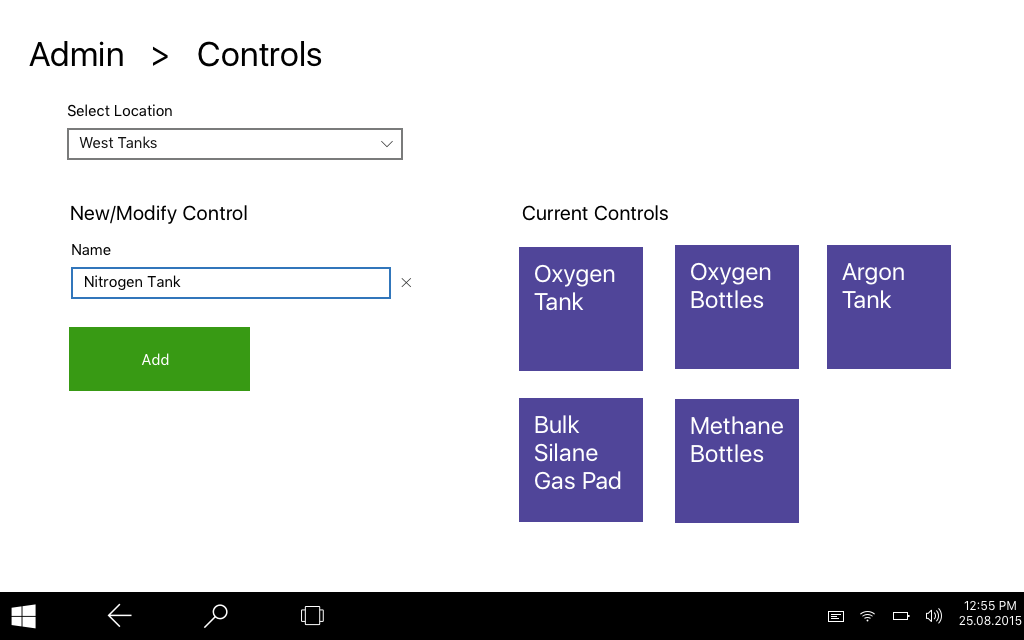 Admin > Controls
Select Location
West Tanks
New/Modify Control
Name
Nitrogen Tank
Add
Current Controls
Oxygen
Tank
Oxygen
Bottles
Argon
Tank
Bulk
Silane
Gas Pad
Methane
Bottles
12:55 PM
25.08.2015